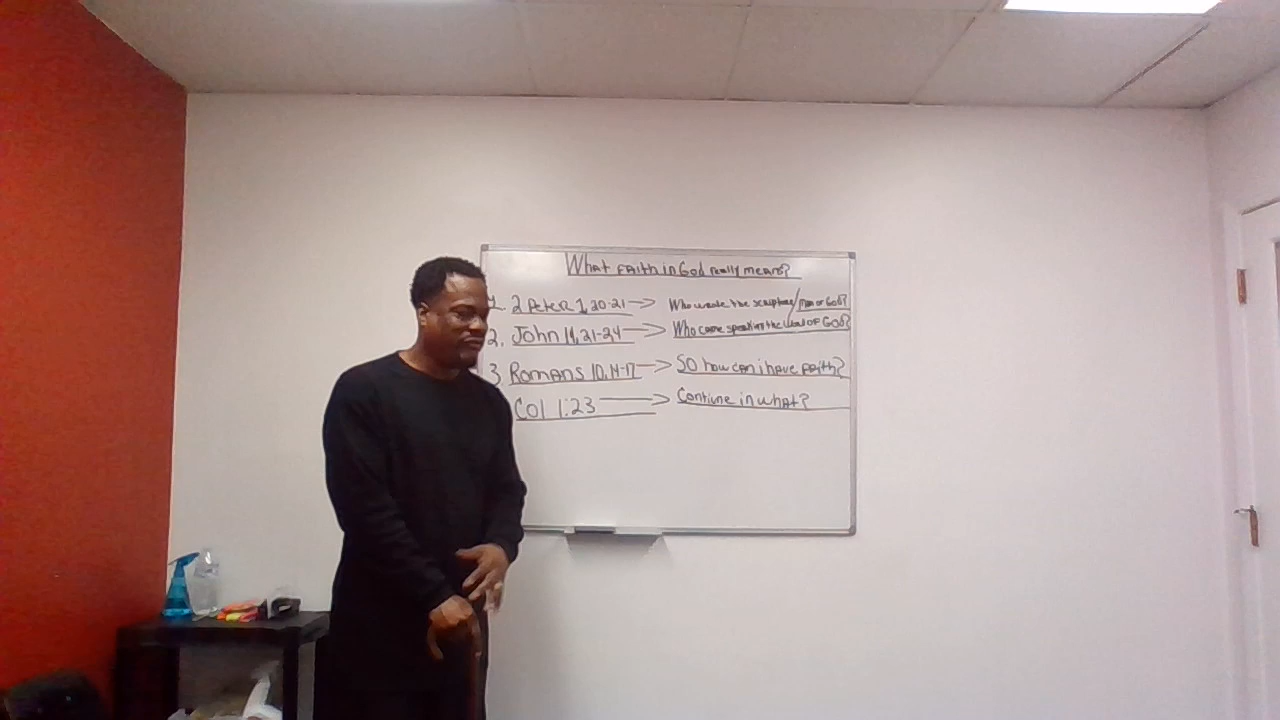 What faith in God really means?
1. 2 Peter 1,20-21 → Who wrote the scripture/man or God?
2. John 14,21-24 → Who came speaking the word of God?
3 Romans 10,14-17 → SO how can i have faith?
Col 1:23 → Continue in what?